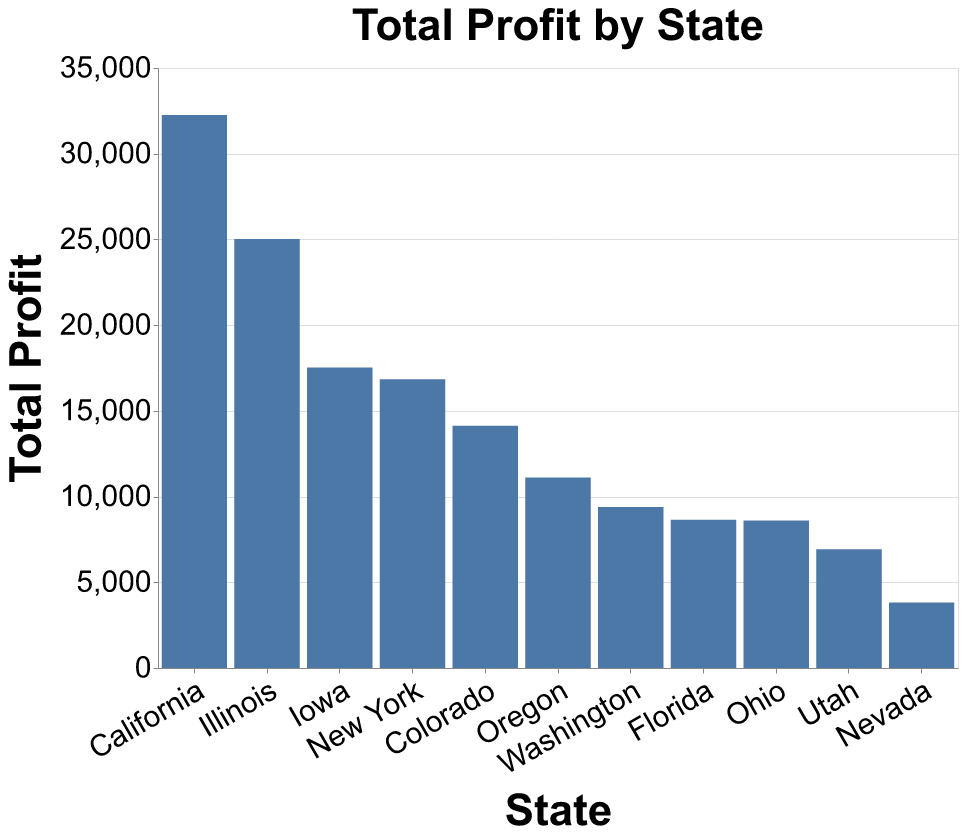 Total Profit by State
Total Profit
35,000
30,000
25,000
20,000
15,000
10,000
5,000
0
California
Illinois
Iowa
New York
Colorado
Oregon
Washington
Florida
Ohio
Utah
Nevada
State